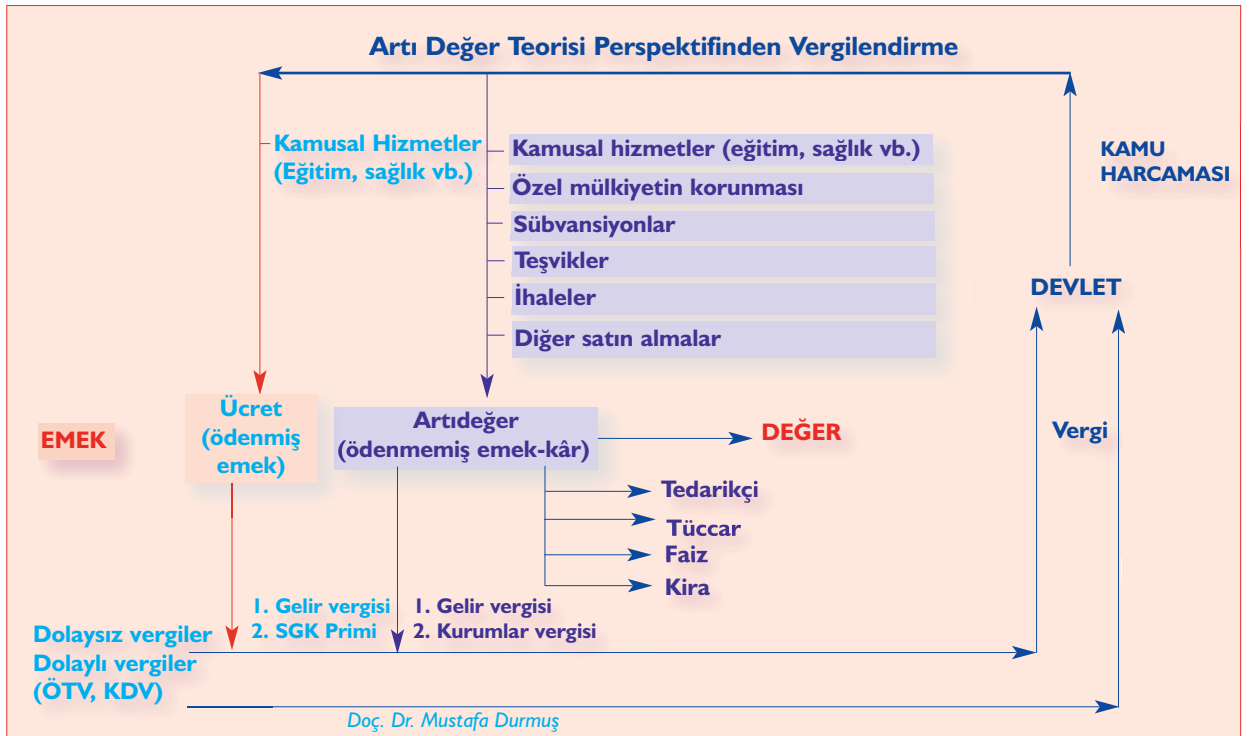 Artı Değer Teorisi Perspektifinden Vergilendirme
Kamusal Hizmetler
(Eğitim, sağlık vb.)
Kamusal hizmetler (eğitim, sağlık vb.)
Özel mülkiyetin korunması
Sübvansiyonlar
Teşvikler
İhaleler
Diğer satın almalar
KAMU
HARCAMASI
DEVLET
EMEK
Ücret
(ödenmiş
emek)
Artıdeğer
(ödenmemiş emek-kâr)
DEĞER
Vergi
Tedarikçi
Tüccar
Faiz
Kira
1. Gelir vergisi
2. SGK Primi
1. Gelir vergisi
2. Kurumlar vergisi
Dolaysız vergiler
Dolaylı vergiler
(ÖTV, KDV)
Doç. Dr. Mustafa Durmuş